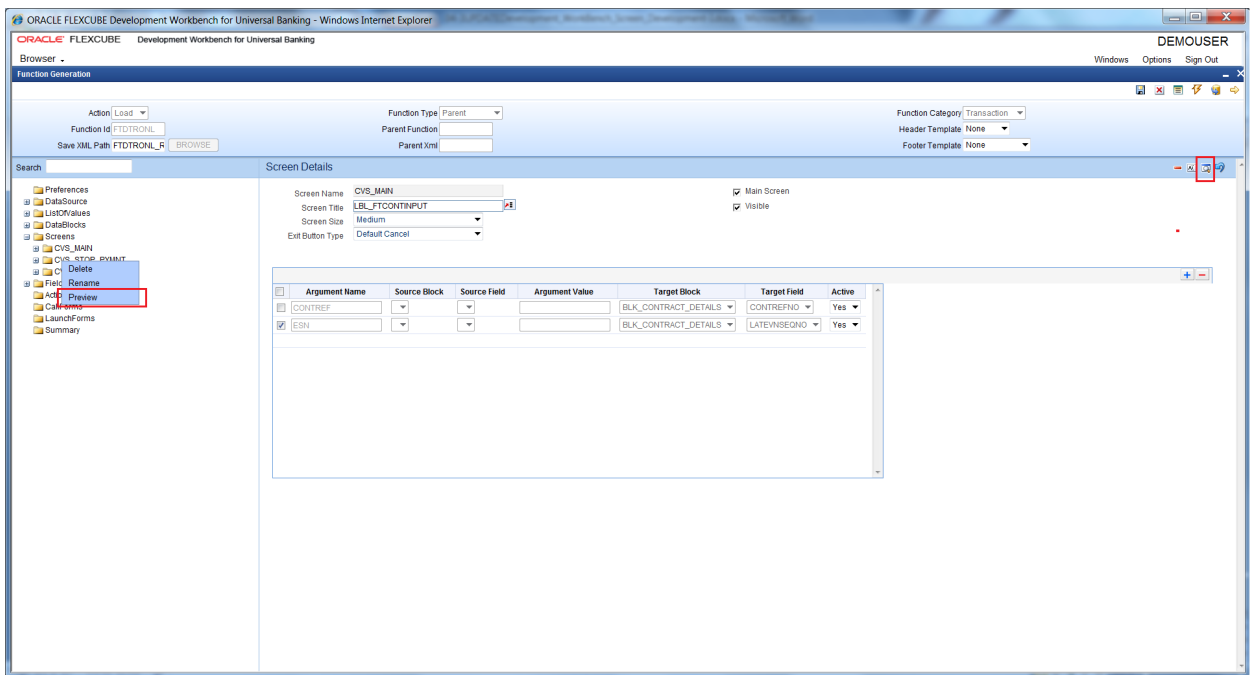 ORACLE FLEXCUBE Development Workbench for Universal Banking - Windows Internet Explorer
ORACLE FLEXCUBE Development Workbench for Universal Banking
DEMOUSER
Browser
Windows Options Sign Out
Function Generation
Action Load Function Type Parent Function Category Transaction
Function Id FTDTRONL Parent Function Header Template None
Save XML Path FTDTRONL_R BROWSE Parent Xml Footer Template None
Search
Screen Details
Preferences
DataSource
ListOfValues
DataBlocks
Screens
CVS_MAIN
CVS_STOP_PYMNT
Delete
Rename
Preview
CallForms
LaunchForms
Summary
Screen Name CVS_MAIN Main Screen
Screen Title LBL_FTCONTINPUT Visible
Screen Size Medium
Exit Button Type Default Cancel
Argument Name Source Block Source Field Argument Value Target Block Target Field Active
CONTREF BLK_CONTRACT_DETAILS CONTREFNO Yes
ESN BLK_CONTRACT_DETAILS LATEVNSEQNO Yes